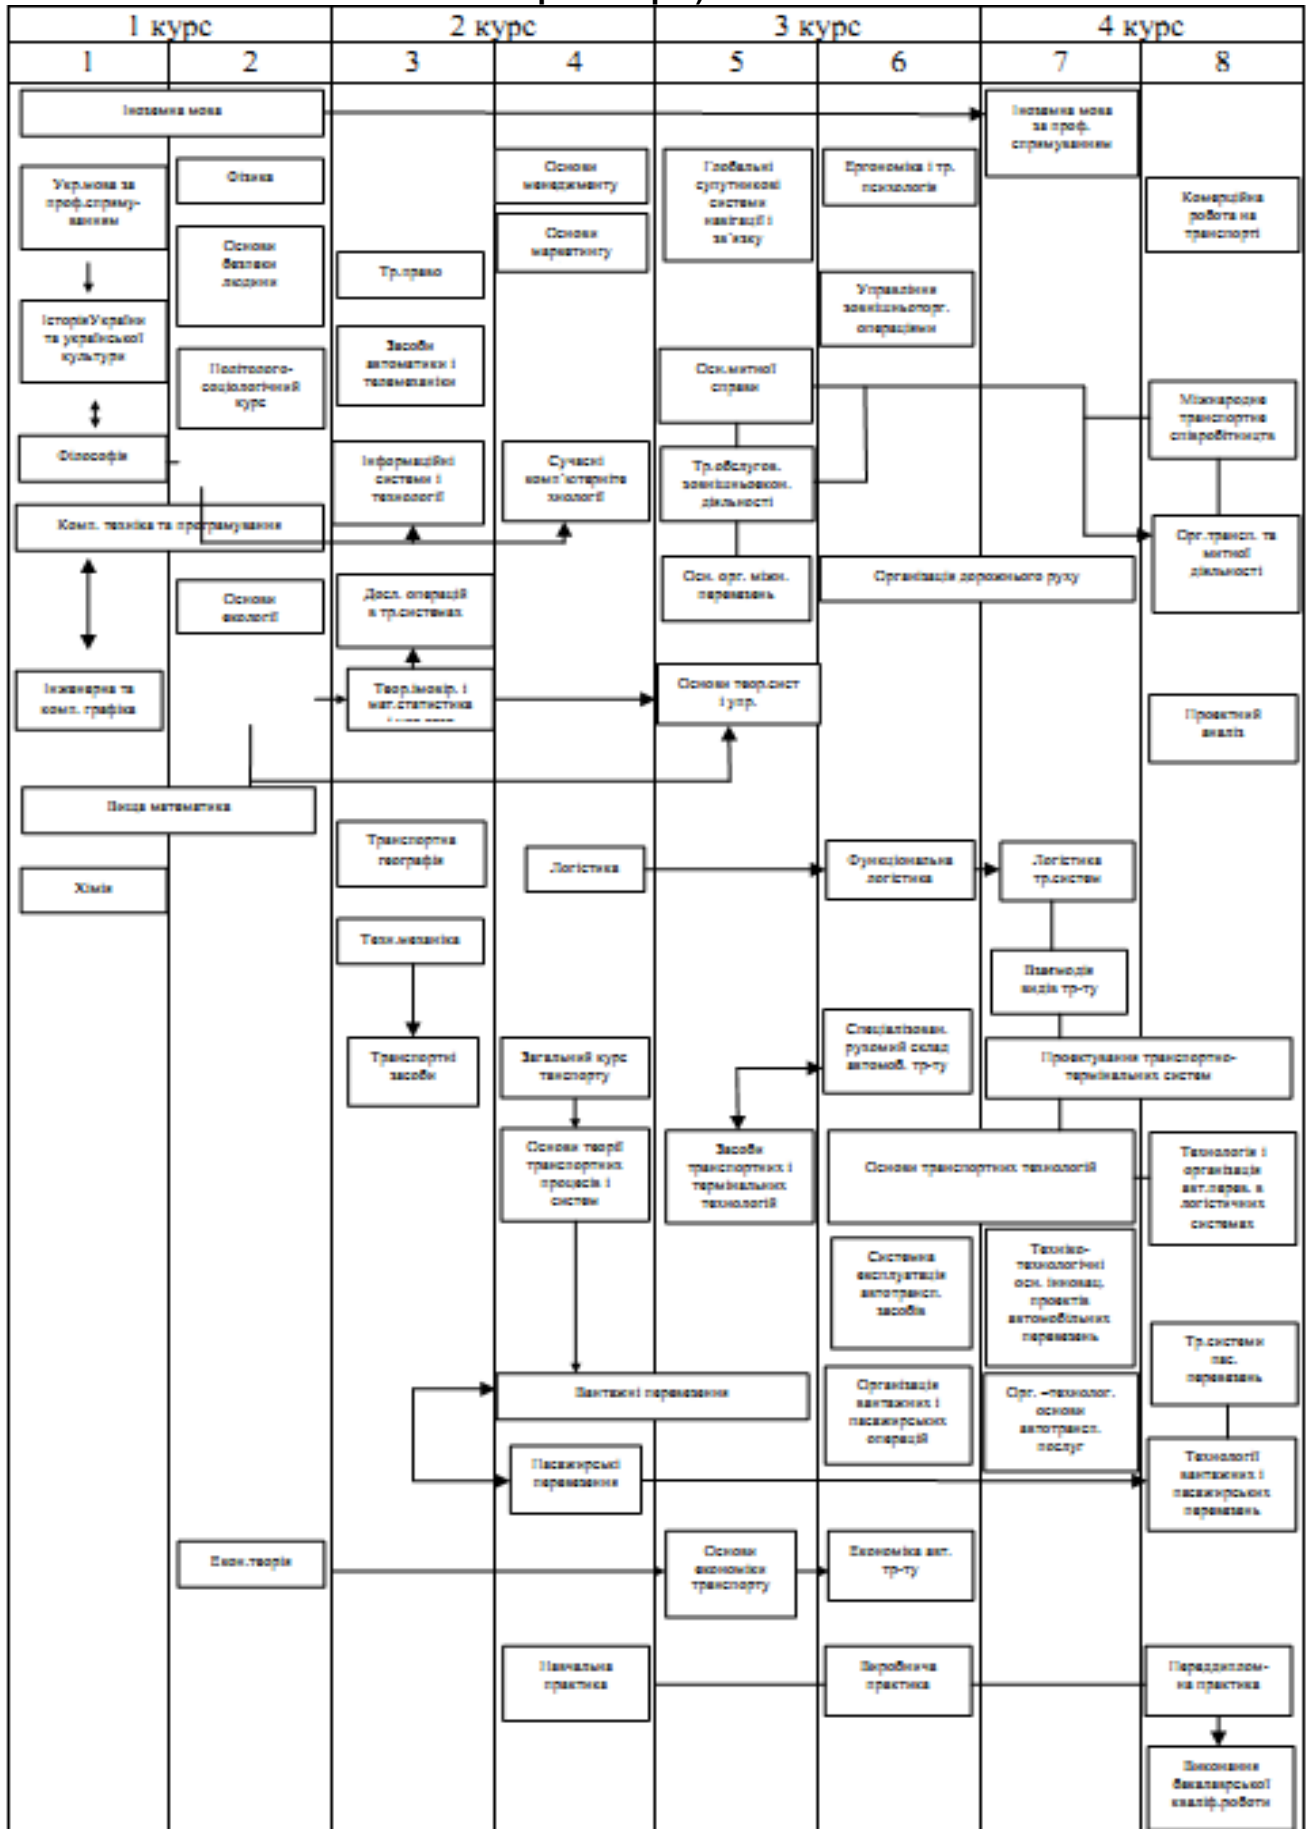 1 курс
2 курс
3 курс
4 курс
1
2
3
4
5
6
7
8
Іноземна мова
Укр.мова за
проф.спряму-
ванням
Історія України
та української
культури
Філософія
Комп. техніка та програмування
Інженерна та
комп. графіка
Вища математика
Хімія
Фізика
Основи
безпеки
людини
Політолого-
соціологічний
курс
Основи
екології
Екон.теорія
Тр.право
Засоби
автоматики і
телемеханіки
Інформаційні
системи і
технології
Досл. операцій
в тр.системах
Теор.імовір. і
мат.статистика
Транспортна
географія
Техн.механіка
Транспортні
засоби
Основи
менеджменту
Основи
маркетингу
Сучасні
комп'ютерніте
хнології
Логістика
Загальний курс
танспорту
Основи теорії
транспортних
процесів і
систем
Вантажні перевезення
Пасажирські
перевезення
Навчальна
практика
Глобальні
супутникові
системи
навігації і
зв'язку
Осн.митної
справи
Тр.обслугов.
зовнішньоекон.
діяльності
Осн. орг. міжн.
перевезень
Основи теор.сист
і упр.
Засоби
транспортних і
термінальних
технологій
Основи
економіки
транспорту
Ергономіка і тр.
психологія
Управління
зовнішньоторг.
операціями
Організація дорожнього руху
Функціональна
логістика
Спеціалізован.
рухомий склад
автомоб. тр-ту
Основи транспортних технологій
Системна
експлуатація
автотрансп.
засобів
Організація
вантажних і
пасажирських
операцій
Економіка авт.
тр-ту
Виробнича
практика
Іноземна мова
за проф.
спрямуванням
Логістика
тр.систем
Взаємодія
видів тр-ту
Проектування транспортно-
термінальних систем
Техніко-
технологічні
осн. інновац.
проектів
автомобільних
перевезень
Орг. –технолог.
основи
автотрансп.
послуг
Комерційна
робота на
транспорті
Міжнародне
транспортне
співробітництв
Орг.трансп. та
митної
діяльності
Проектний
аналіз
Технологія і
організація
авт.перев. в
логістичних
системах
Тр.системи
пас.
перевезень
Технології
вантажних і
пасажирських
перевезень
Переддиплом-
на практика
Виконання
бакалаврської
кваліф.роботи